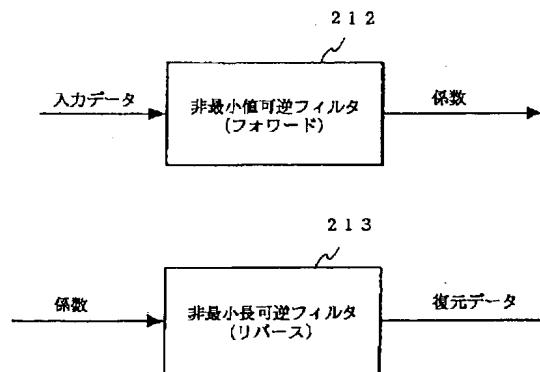 212
入力データ
非最小値可逆フィルタ
(フォワード)
係数
213
係数
非最小長可逆フィルタ
(リバース)
復元データ